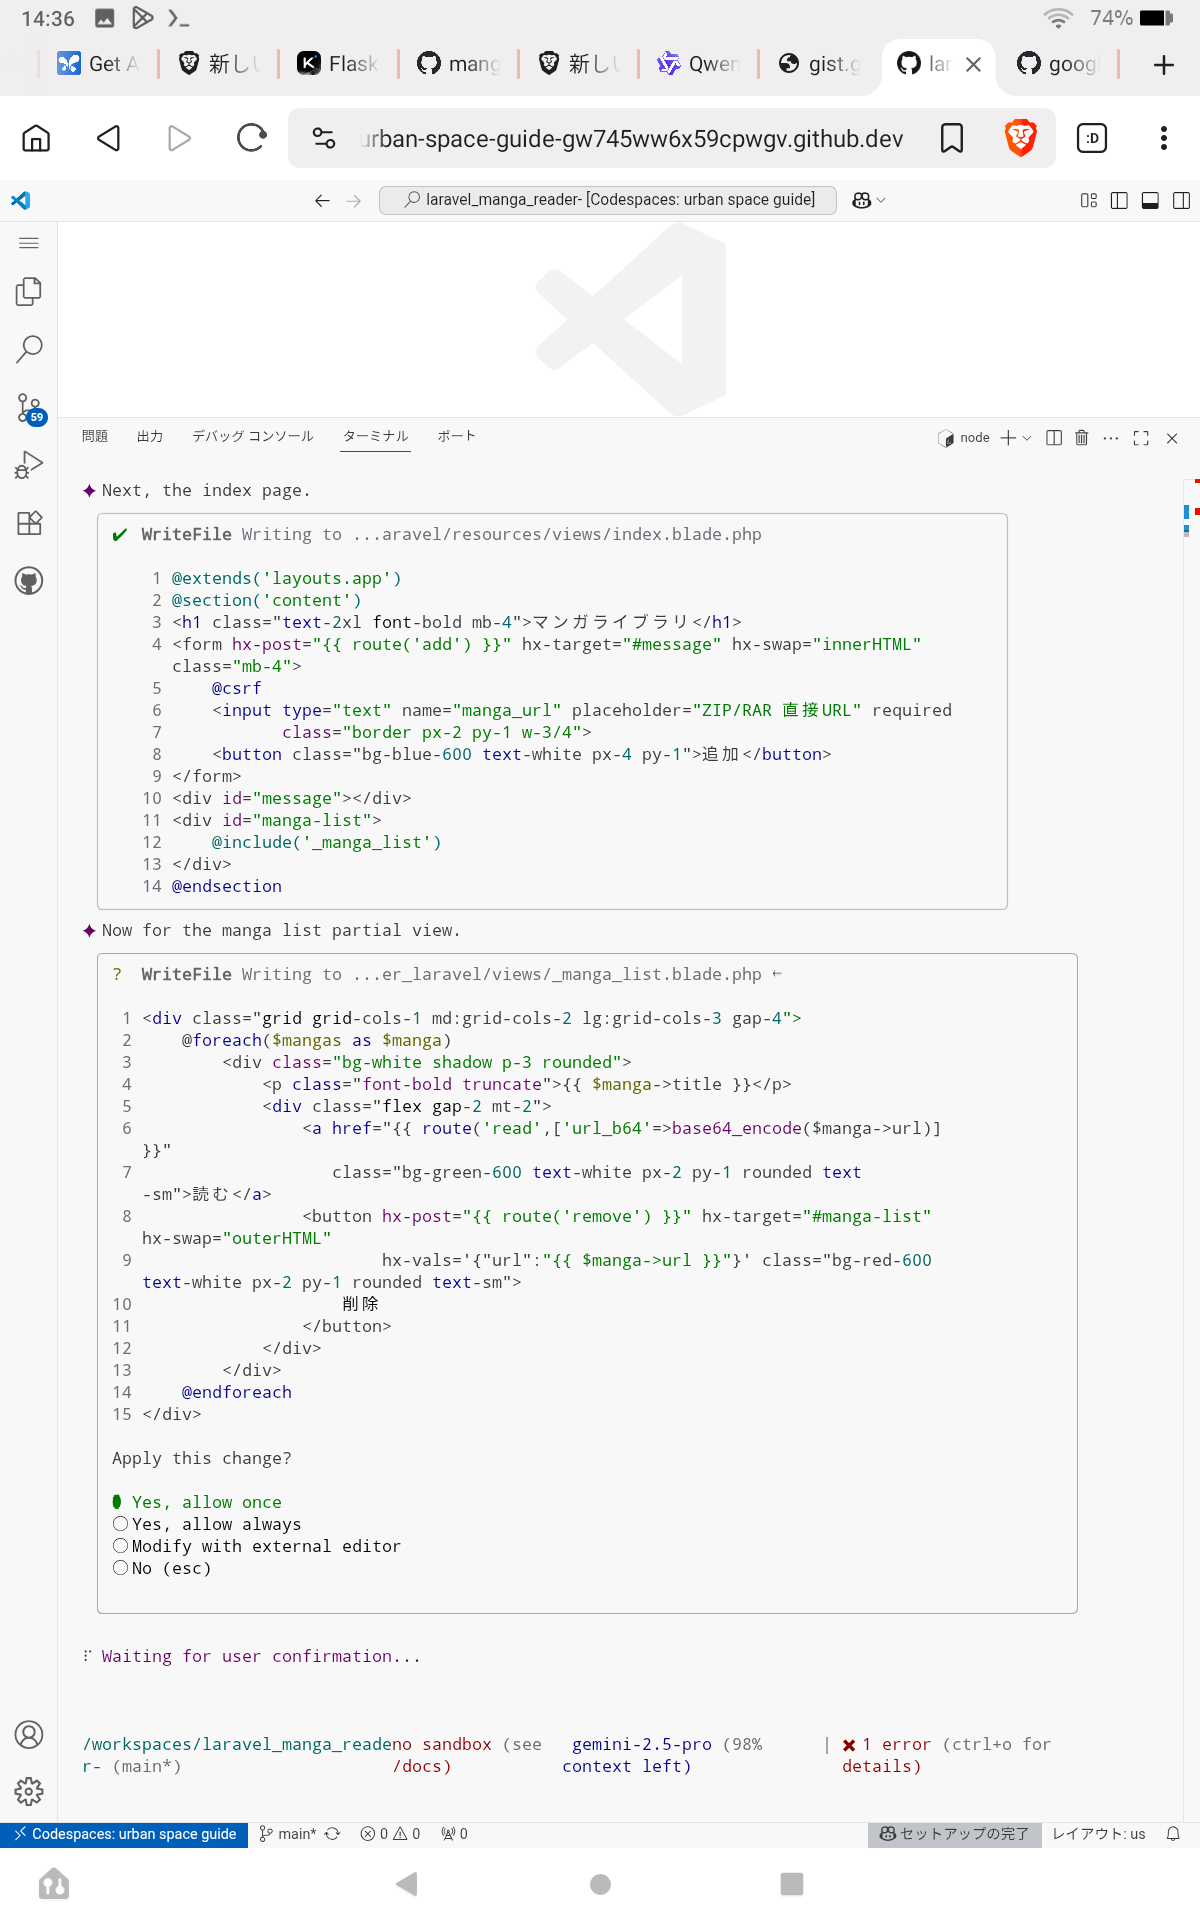 14:36
74%
Get A
新しい
Flask
mang
新しい
Qwen
gist.g
lar
goog
urban-space-guide-gw745ww6x59cpwgv.github.dev
:D
laravel_manga_reader- [Codespaces: urban space guide]
59
問題 出力 デバッグ コンソール ターミナル ポート
node
Next, the index page.
WriteFile Writing to ...aravel/resources/views/index.blade.php
1 @extends('layouts.app')
2 @section('content')
3 <h1 class="text-2xl font-bold mb-4">マンガライブラリ</h1>
4 <form hx-post="{{ route('add') }}" hx-target="#message" hx-swap="innerHTML"
class="mb-4">
5 @csrf
6 <input type="text" name="manga_url" placeholder="ZIP/RAR 直接URL" required
7 class="border px-2 py-1 w-3/4">
8 <button class="bg-blue-600 text-white px-4 py-1">追加</button>
9 </form>
10 <div id="message"></div>
11 <div id="manga-list">
12 @include('_manga_list')
13 </div>
14 @endsection
Now for the manga list partial view.
? WriteFile Writing to ...er_laravel/views/_manga_list.blade.php ←
1 <div class="grid grid-cols-1 md:grid-cols-2 lg:grid-cols-3 gap-4">
2 @foreach($mangas as $manga)
3 <div class="bg-white shadow p-3 rounded">
4 <p class="font-bold truncate">{{ $manga->title }}</p>
5 <div class="flex gap-2 mt-2">
6 <a href="{{ route('read',['url_b64'=>base64_encode($manga->url)]
}}"
7 class="bg-green-600 text-white px-2 py-1 rounded text
-sm">読む</a>
8 <button hx-post="{{ route('remove') }}" hx-target="#manga-list"
hx-swap="outerHTML"
9 hx-vals='{"url":"{{ $manga->url }}"}' class="bg-red-600
text-white px-2 py-1 rounded text-sm">
10 削除
11 </button>
12 </div>
13 </div>
14 @endforeach
15 </div>
Apply this change?
Yes, allow once
Yes, allow always
Modify with external editor
No (esc)
Waiting for user confirmation...
/workspaces/laravel_manga_readeno sandbox (see gemini-2.5-pro (98% | ✖ 1 error (ctrl+o for
r- (main*) /docs) context left) details)
Codespaces: urban space guide main* 0 0 0 セットアップの完了 レイアウト: us